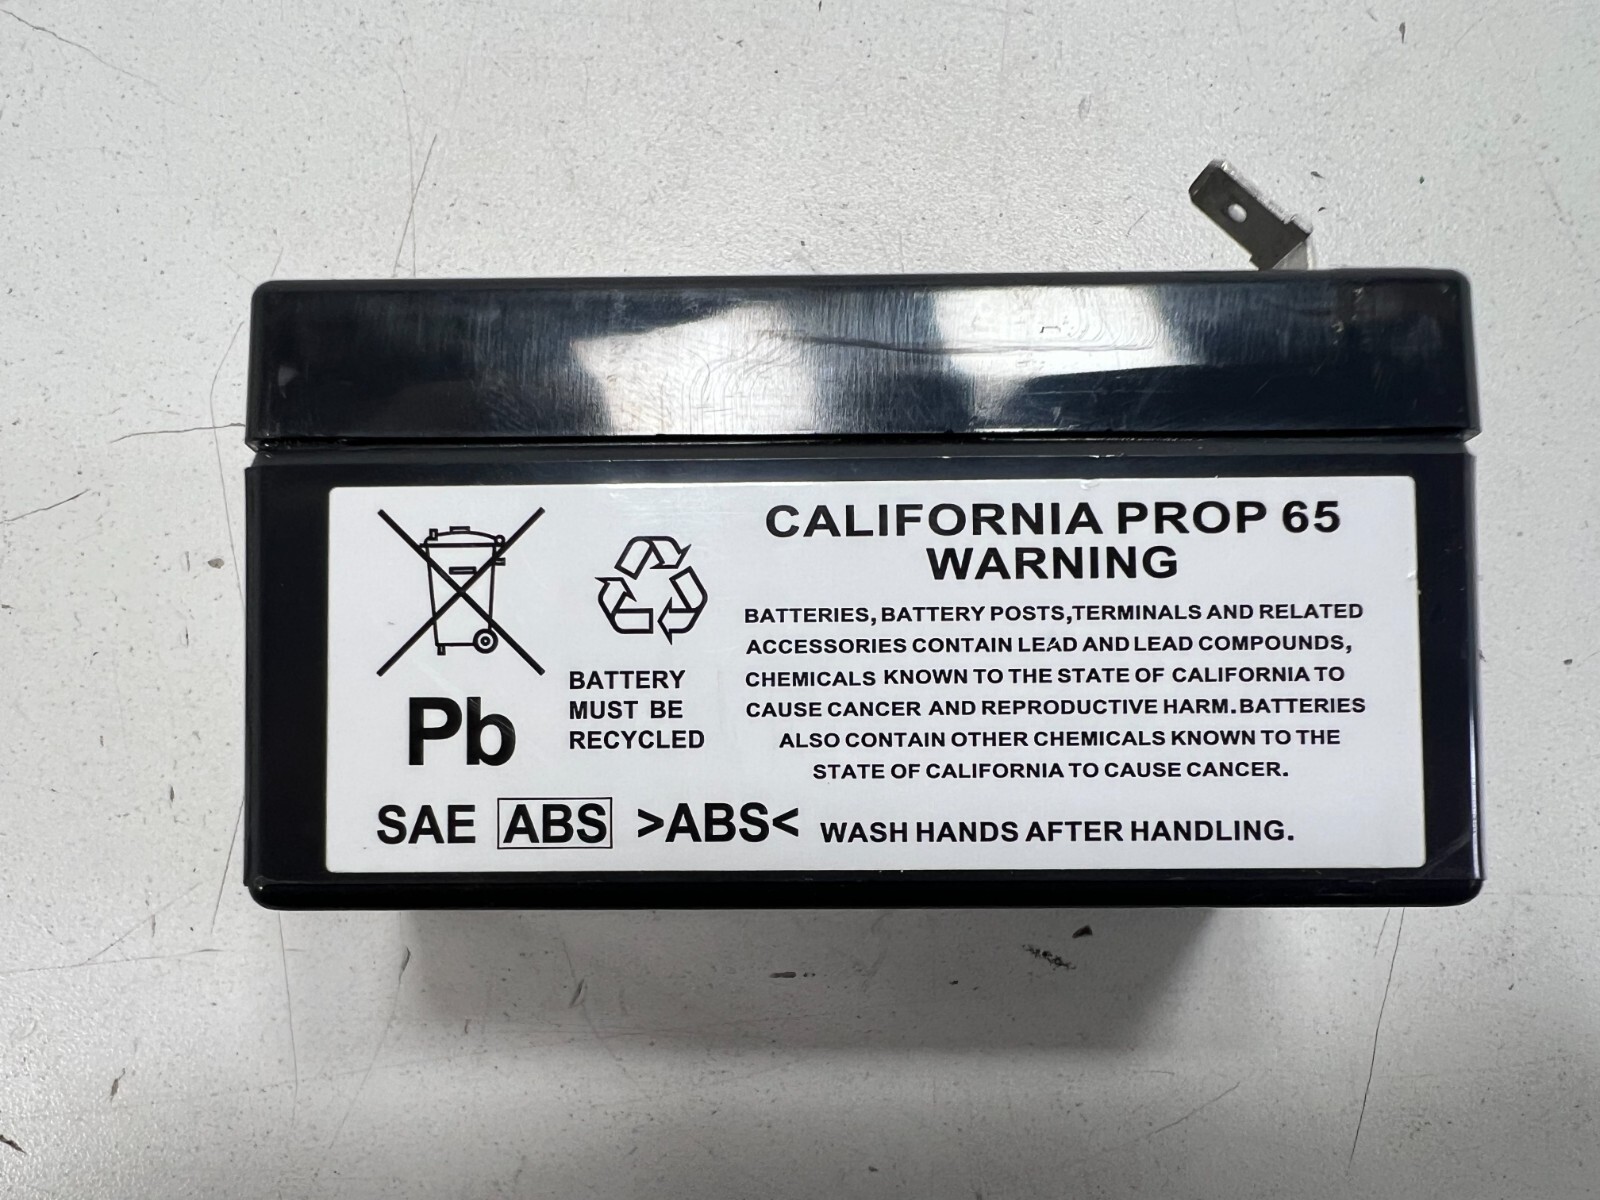 CALIFORNIA PROP 65
WARNING
BATTERIES, BATTERY POSTS,TERMINALS AND RELATED
ACCESSORIES CONTAIN LEAD AND LEAD COMPOUNDS,
CHEMICALS KNOWN TO THE STATE OF CALIFORNIA TO
CAUSE CANCER AND REPRODUCTIVE HARM.BATTERIES
ALSO CONTAIN OTHER CHEMICALS KNOWN TO THE
STATE OF CALIFORNIA TO CAUSE CANCER.
BATTERY
MUST BE
RECYCLED
Pb
SAE ABS >ABS< WASH HANDS AFTER HANDLING.